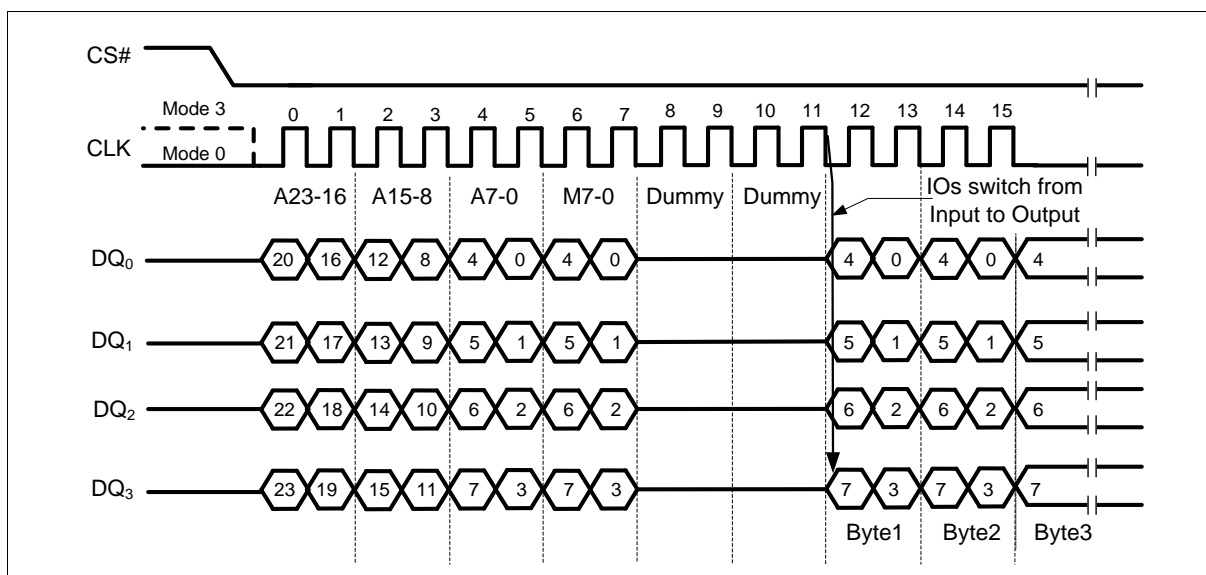 CS#
Mode 3
0 1 2 3 4 5 6 7 8 9 10 11 12 13 14 15
CLK
Mode 0
A23-16 A15-8 A7-0 M7-0 Dummy Dummy
IOs switch from
Input to Output
DQ0 20 16 12 8 4 0 4 0 4 0 4 0 4
DQ1 21 17 13 9 5 1 5 1 5 1 5 1 5
DQ2 22 18 14 10 6 2 6 2 6 2 6 2 6
DQ3 23 19 15 11 7 3 7 3 7 3 7 3 7
Byte1 Byte2 Byte3